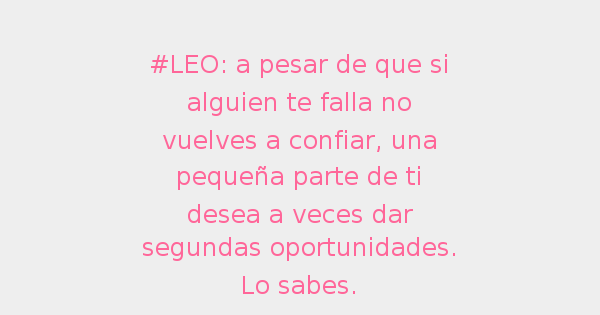 #LEO: a pesar de que si
alguien te falla no
vuelves a confiar, una
pequeña parte de ti
desea a veces dar
segundas oportunidades.
Lo sabes.